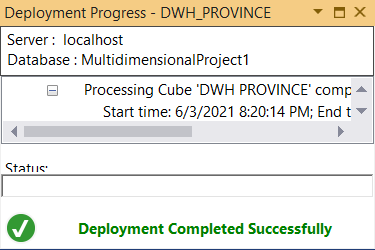 Deployment Progress - DWH_PROVINCE
Server : localhost
Database : MultidimensionalProject1
Processing Cube 'DWH PROVINCE' comp
Start time: 6/3/2021 8:20:14 PM; End t
Status:
Deployment Completed Successfully